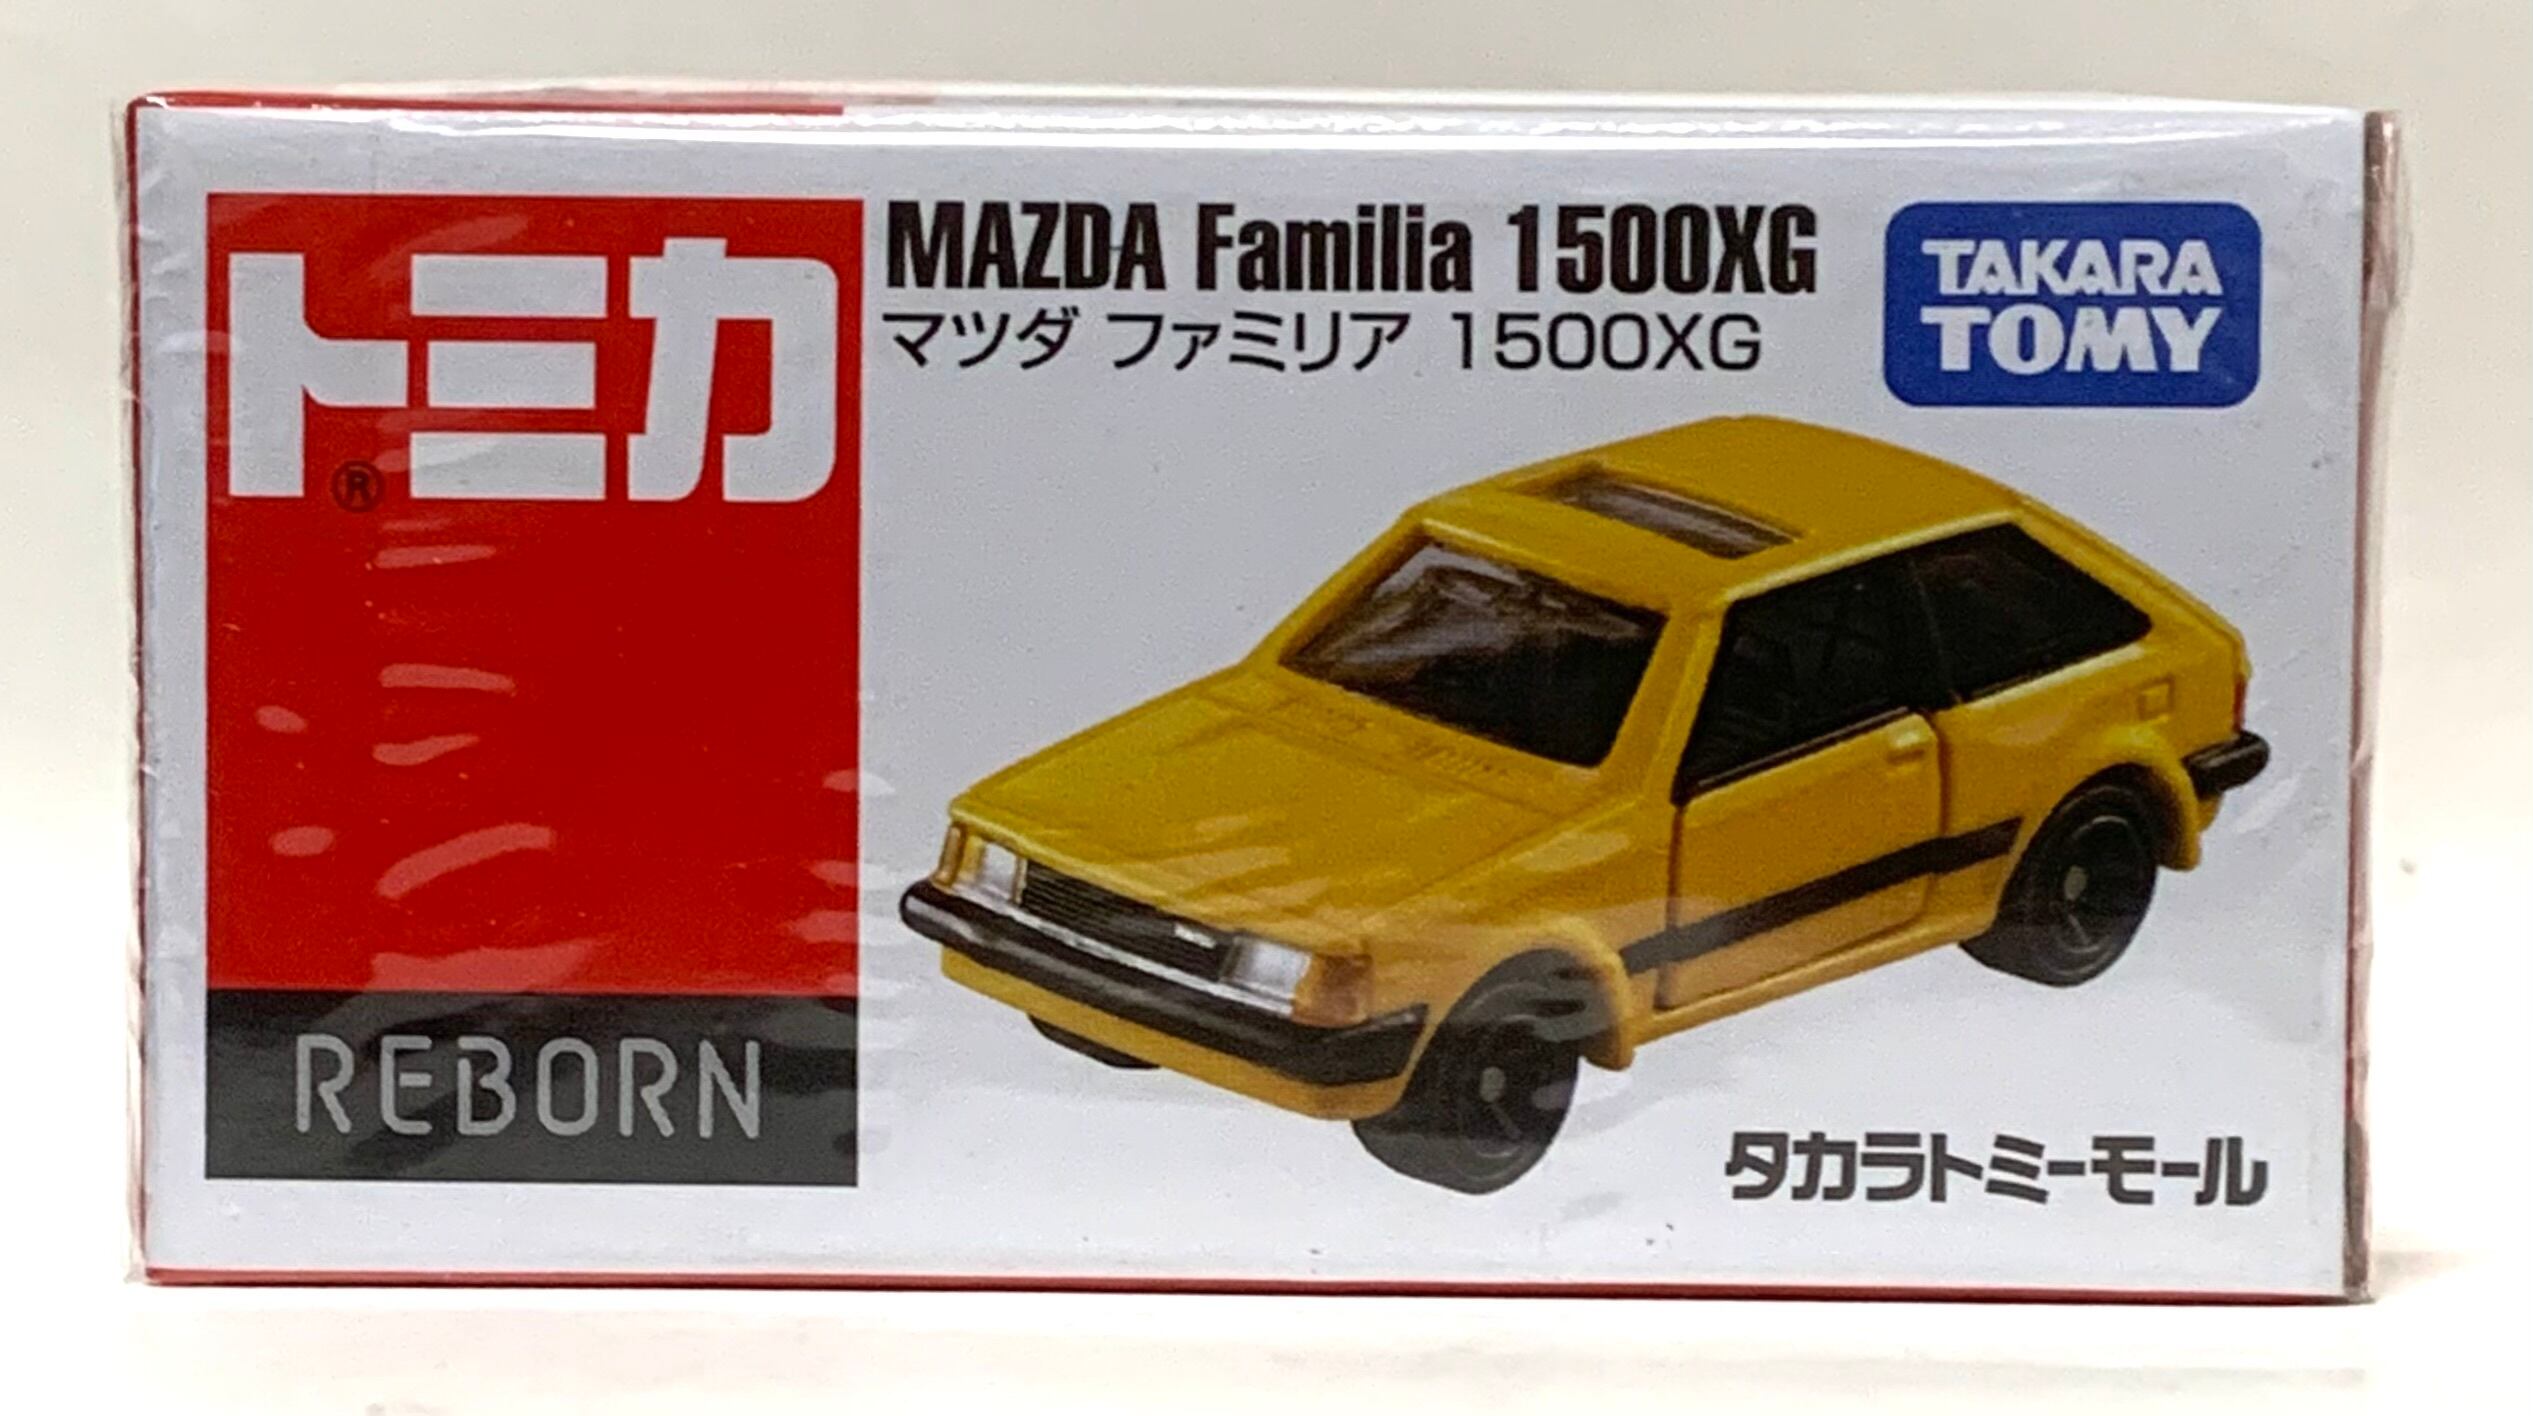 トミカ
®
REBORN
MAZDA Familia 1500XG
マツダ ファミリア 1500XG
TAKARA
TOMY
タカラトミーモール